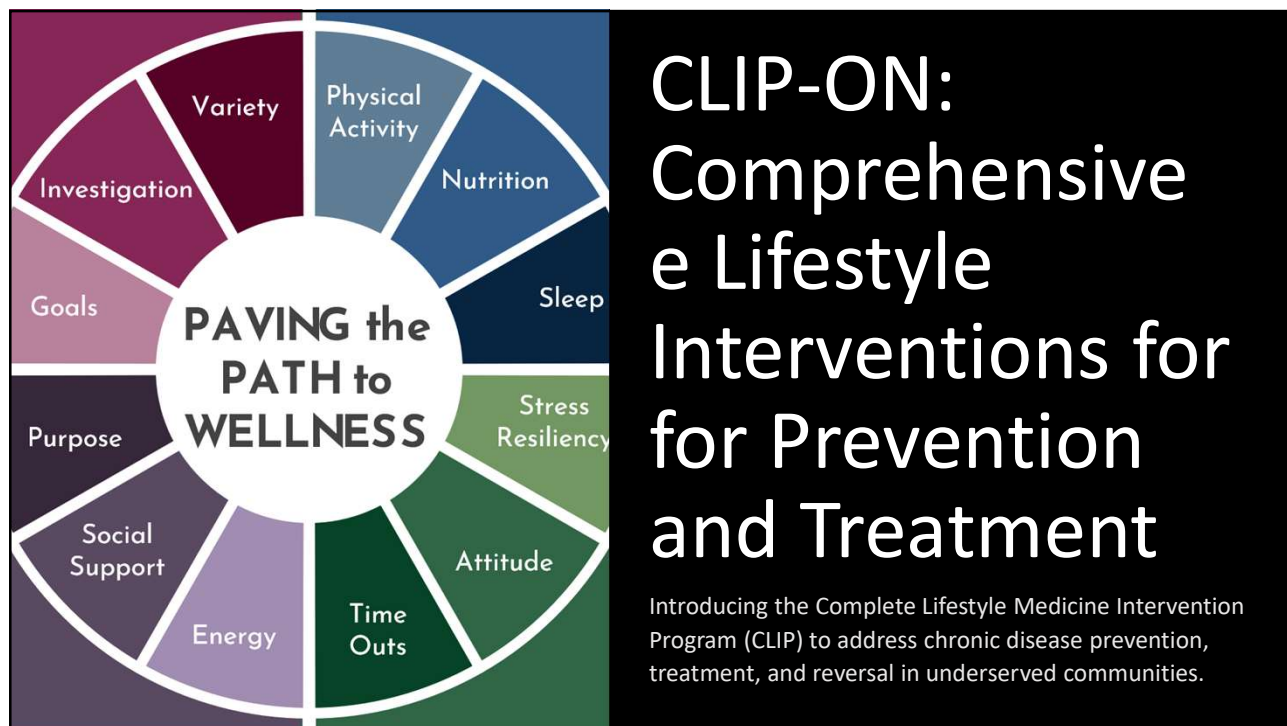 Variety
Physical
Activity
Investigation
Nutrition
Goals
Sleep
PAVING the
PATH to
WELLNESS
Purpose
Stress
Resiliency
Social
Support
Attitude
Energy
Time
Outs
CLIP-ON:
Comprehensive
e Lifestyle
Interventions for
for Prevention
and Treatment
Introducing the Complete Lifestyle Medicine Intervention
Program (CLIP) to address chronic disease prevention,
treatment, and reversal in underserved communities.